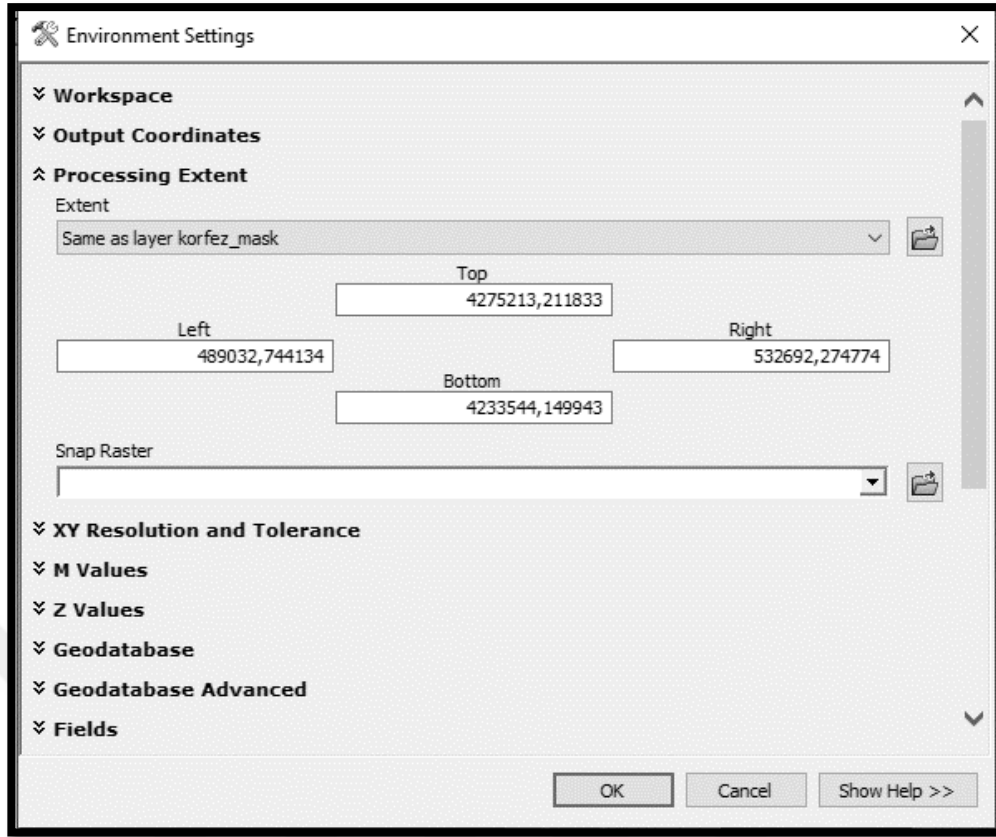 Environment Settings
Workspace
Output Coordinates
Processing Extent
Extent
Same as layer korfez_mask
Top
4275213,211833
Left
Right
489032,744134
532692,274774
Bottom
4233544,149943
Snap Raster
XY Resolution and Tolerance
M Values
Z Values
Geodatabase
Geodatabase Advanced
Fields
OK
Cancel
Show Help >>